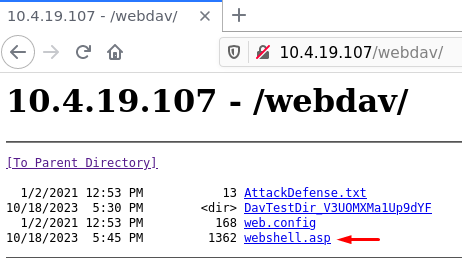 10.4.19.107 - /webdav/
10.4.19.107/webdav/
10.4.19.107 - /webdav/
[To Parent Directory]
1/2/2021 12:53 PM 13 AttackDefense.txt
10/18/2023 5:30 PM <dir> DavTestDir_V3UOMXMa1Up9dYF
1/2/2021 12:53 PM 168 web.config
10/18/2023 5:45 PM 1362 webshell.asp